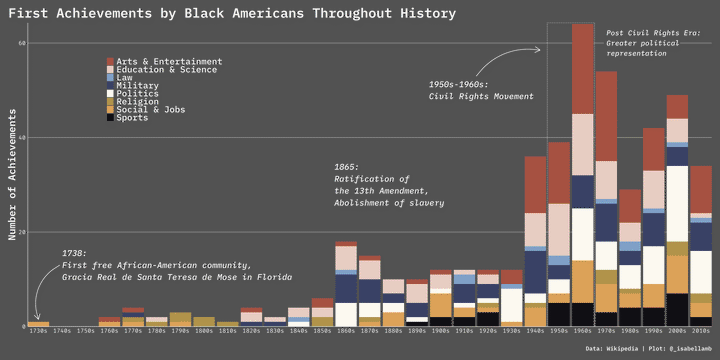 First Achievements by Black Americans Throughout History
Number of Achievements
60
40
20
0
Arts & Entertainment
Education & Science
Law
Military
Politics
Religion
Social & Jobs
Sports
1738:
First free African-American community,
Gracia Real de Santa Teresa de Mose in Florida
1865:
Ratification of
the 13th Amendment,
Abolishment of slavery
1950s-1960s:
Civil Rights Movement
Post Civil Rights Era:
Greater political
representation
1730s 1740s 1750s 1760s 1770s 1780s 1790s 1800s 1810s 1820s 1830s 1840s 1850s 1860s 1870s 1880s 1890s 1900s 1910s 1920s 1930s 1940s 1950s 1960s 1970s 1980s 1990s 2000s 2010s
Data: Wikipedia | Plot: @_isabellamb